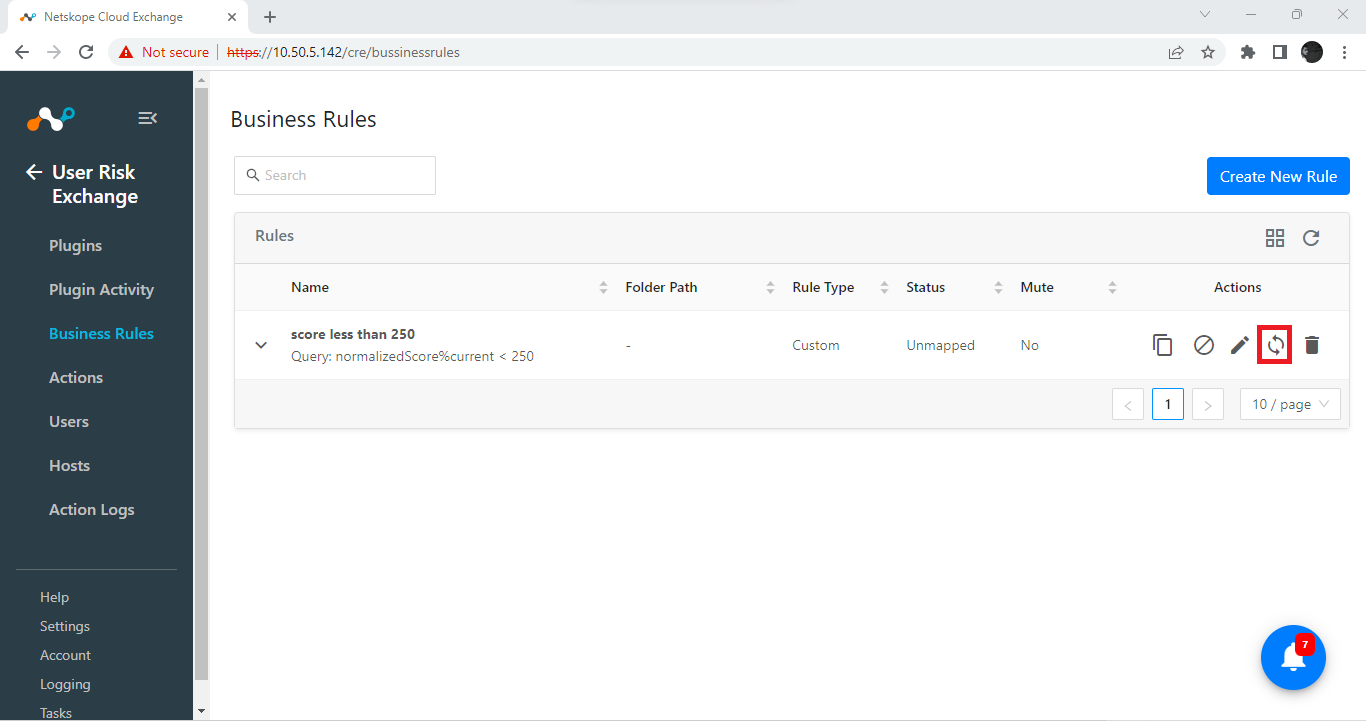 Netskope Cloud Exchange
Not secure https://10.50.5.142/cre/bussinessrules
User Risk
Exchange
Plugins
Plugin Activity
Business Rules
Actions
Users
Hosts
Action Logs
Help
Settings
Account
Logging
Tasks
Business Rules
Search
Create New Rule
Rules
Name Folder Path Rule Type Status Mute Actions
score less than 250
Query: normalizedScore%current < 250
- Custom Unmapped No
< 1 > 10 / page
7